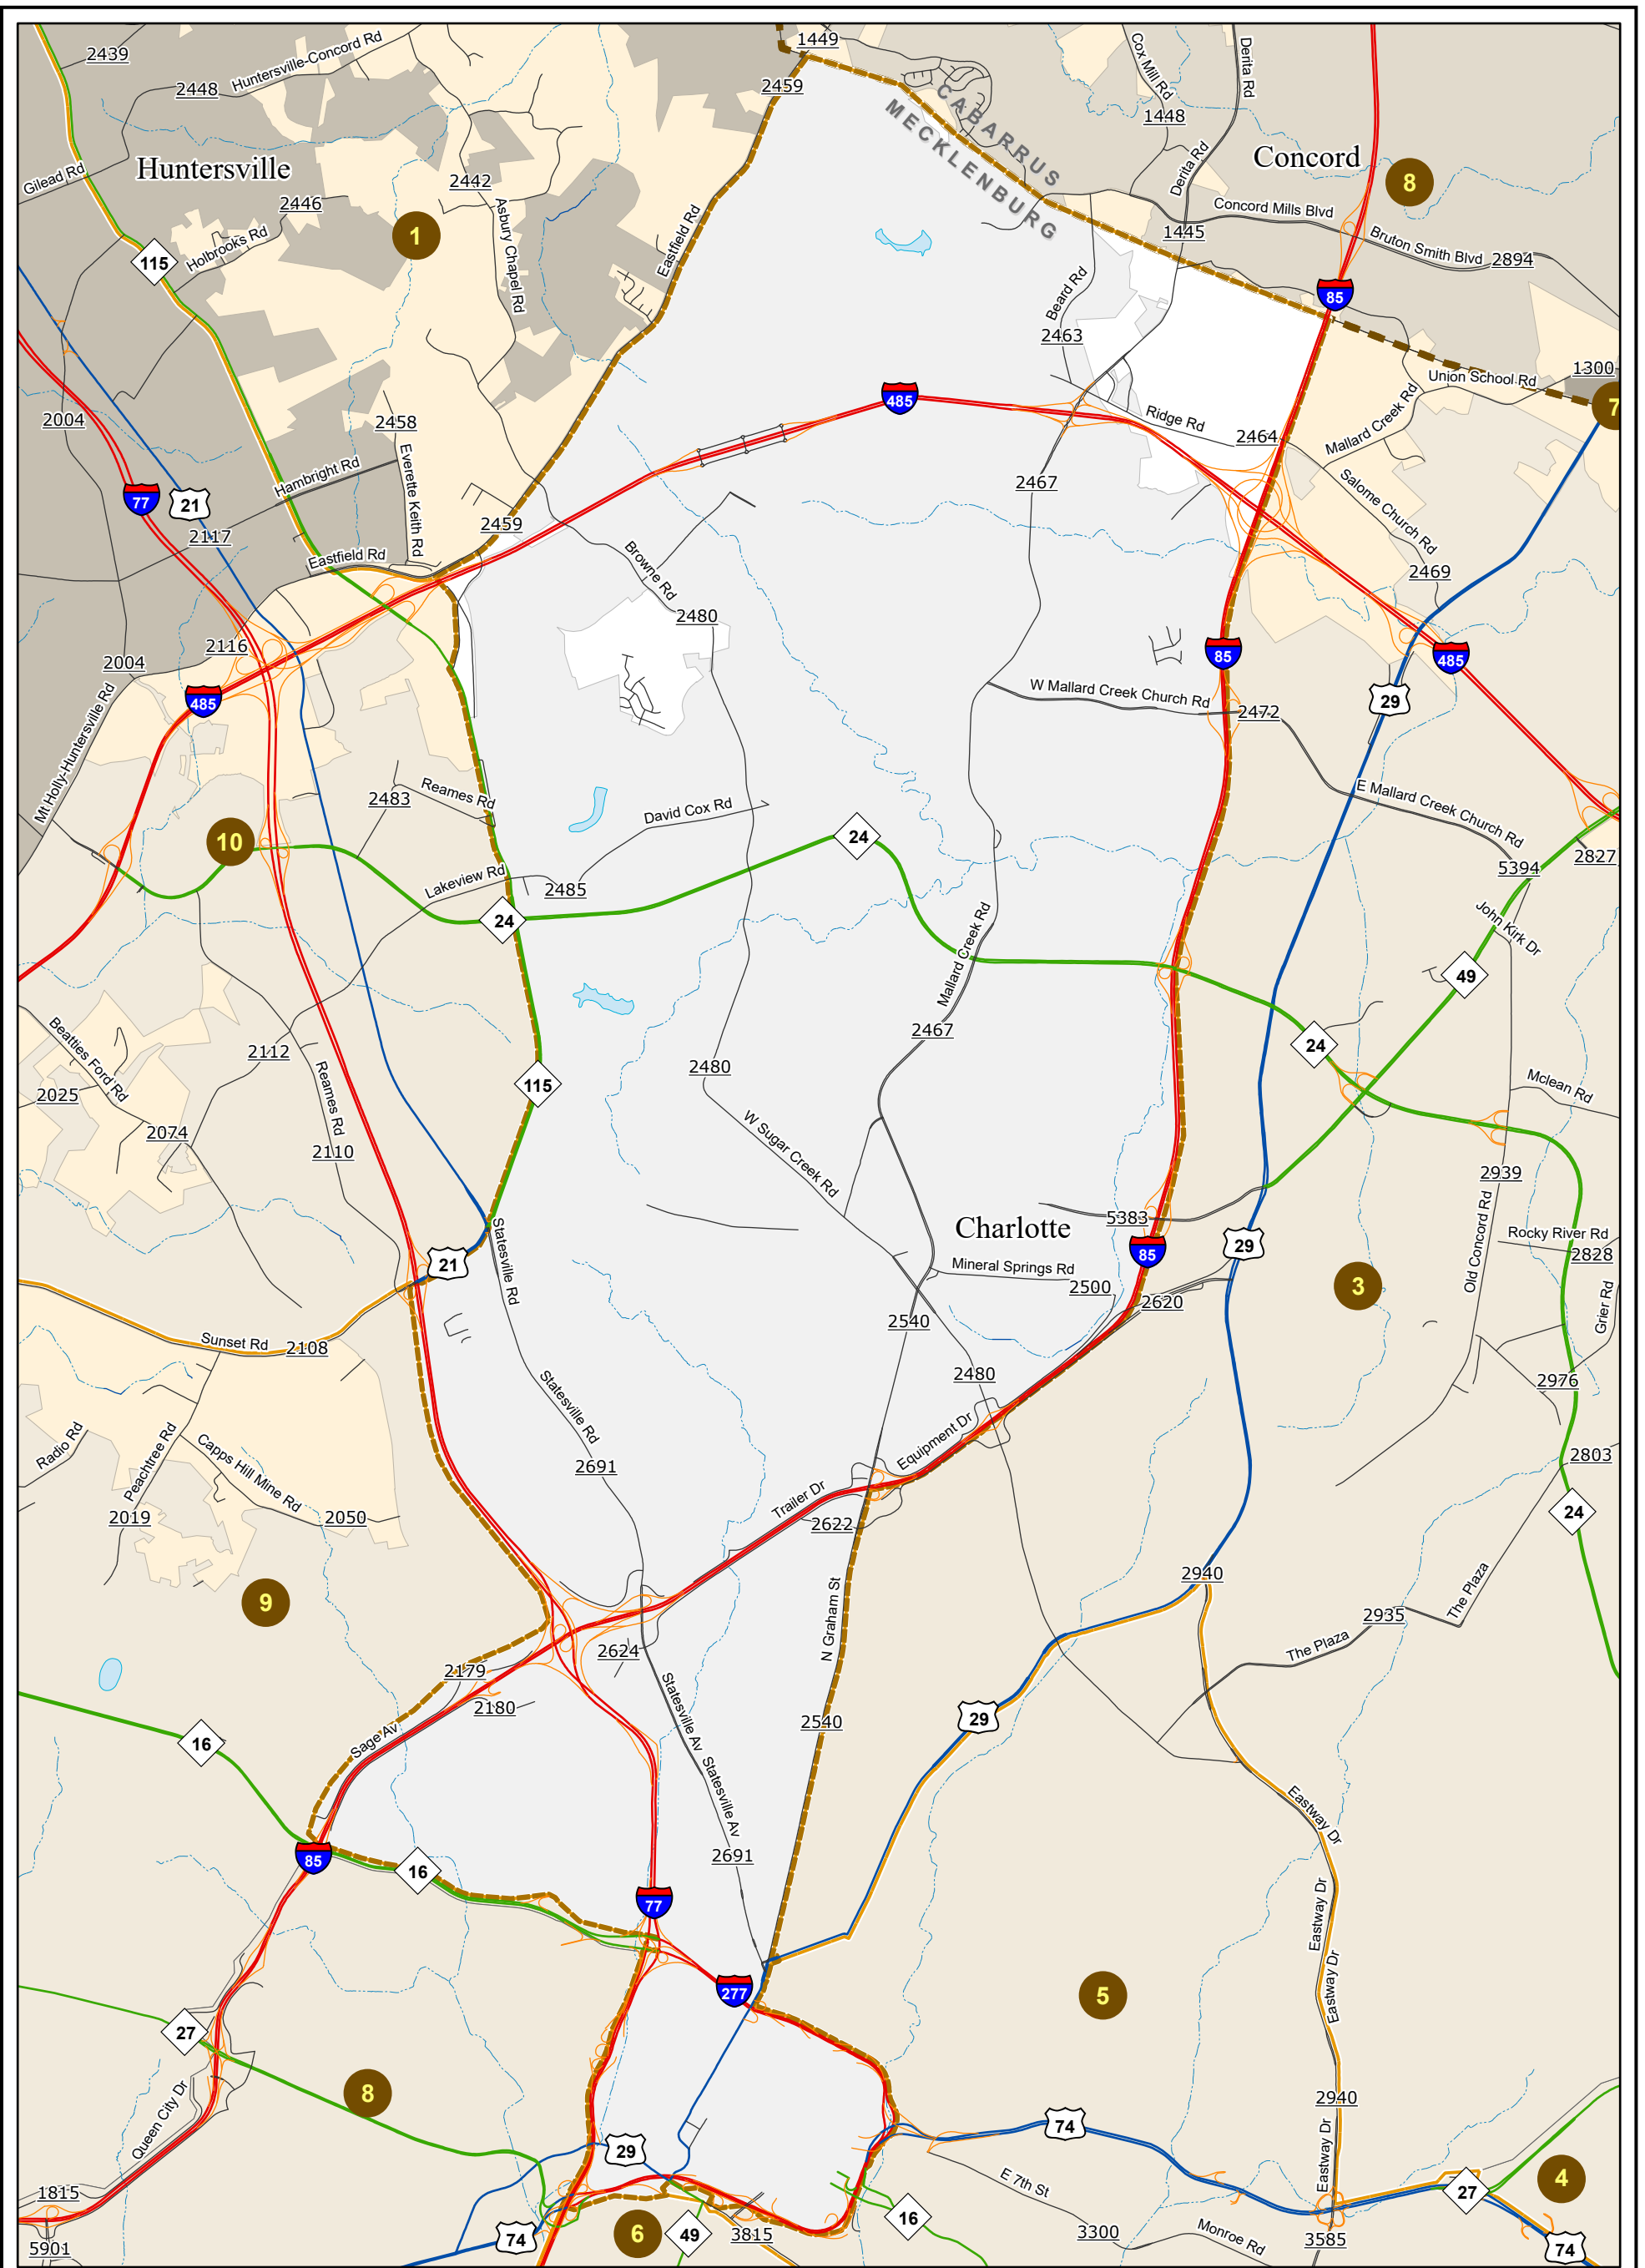 2439
Huntersville-Concord Rd
2448
1449
2459
Cox Mill Rd
Derita Rd
CABARRUS
MECKLENBURG
1448
Huntersville
Concord
8
Gilead Rd
2442
Derita Rd
2446
Asbury Chapel Rd
Concord Mills Blvd
1
Holbrooks Rd
Eastfield Rd
1445
Bruton Smith Blvd
2894
115
Beard Rd
85
2463
1300
Union School Rd
7
485
2004
2458
Ridge Rd
2464
Mallard Creek Rd
Everette Keith Rd
Hambright Rd
2467
77
21
Salome Church Rd
2459
2117
Eastfield Rd
Browne Rd
2469
2480
2116
2004
85
485
485
W Mallard Creek Church Rd
29
2472
Mt Holly-Huntersville Rd
2483
Reames Rd
David Cox Rd
E Mallard Creek Church Rd
10
24
2827
5394
Lakeview Rd
2485
24
John Kirk Dr
Mallard Creek Rd
49
2467
24
Beatties Ford Rd
2112
2480
115
2025
Reames Rd
Mclean Rd
2074
W Sugar Creek Rd
2110
2939
Charlotte
5383
Old Concord Rd
Rocky River Rd
Statesville Rd
85
29
2828
21
Mineral Springs Rd
2500
3
2620
Grier Rd
2540
Sunset Rd
2108
Statesville Rd
2480
2976
Radio Rd
Peachtree Rd
Capps Hill Mine Rd
Equipment Dr
2691
2803
Trailer Dr
2019
2050
2622
24
2940
9
N Graham St
The Plaza
2935
2624
The Plaza
2179
Statesville Av
2180
29
2540
16
Sage Av
Statesville Av
Eastway Dr
85
16
2691
77
Eastway Dr
277
5
Eastway Dr
27
8
Queen City Dr
2940
74
29
Eastway Dr
E 7th St
4
1815
27
16
74
6
49
3815
3300
Monroe Rd
3585
5901
74